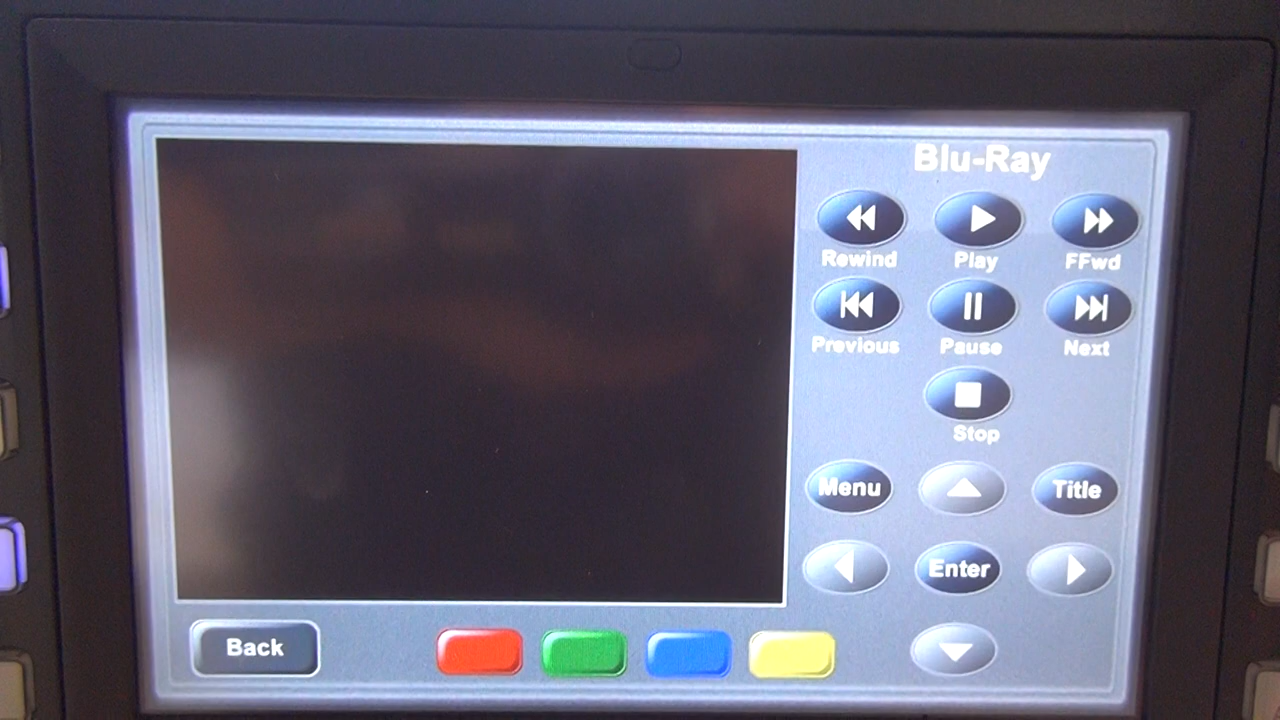 Blu-Ray
Rewind Play FFwd
Previous Pause Next
Stop
Menu Title
Enter
Back